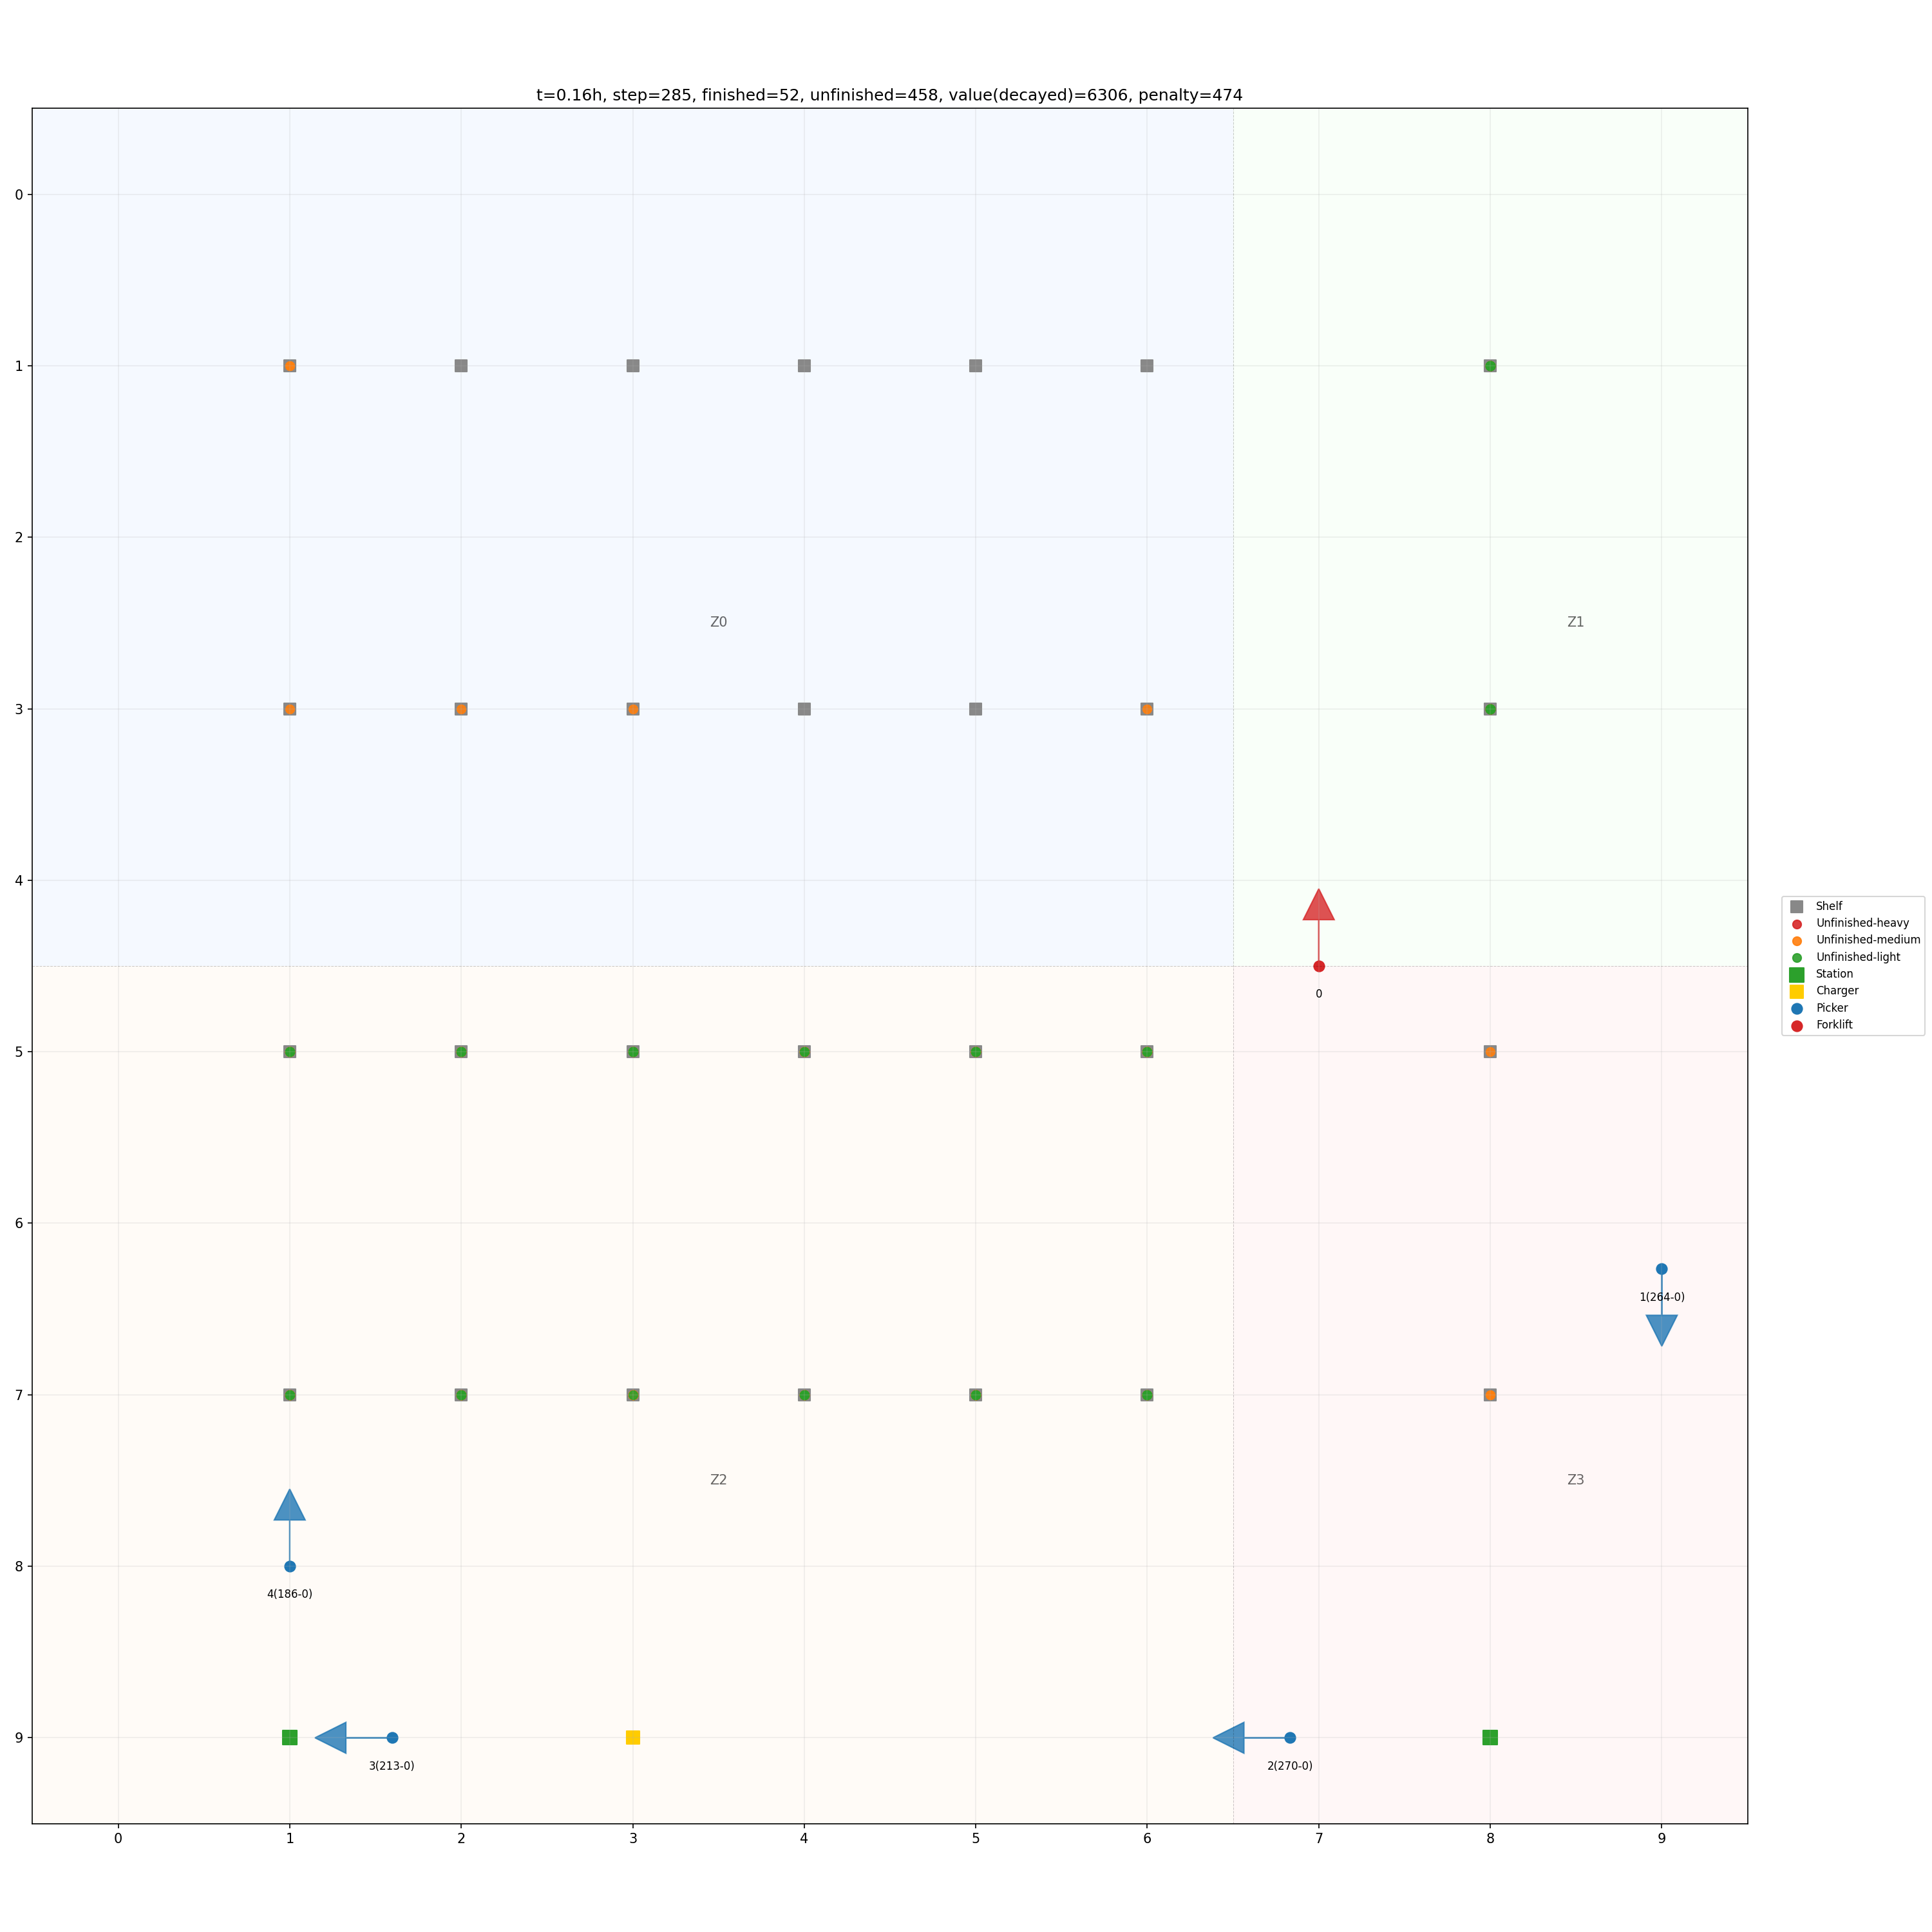 t=0.16h, step=285, finished=52, unfinished=458, value(decayed)=6306, penalty=474
0
1
2
Z0
Z1
3
4
0
Shelf
Unfinished-heavy
Unfinished-medium
Unfinished-light
Station
Charger
Picker
Forklift
5
6
1(264-0)
7
Z2
Z3
8
4(186-0)
9
3(213-0)
2(270-0)
0 1 2 3 4 5 6 7 8 9